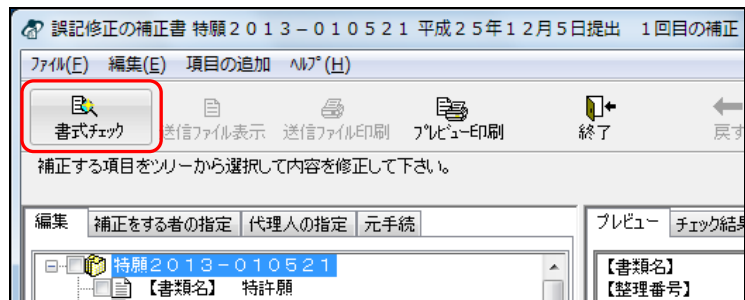 誤記修正の補正書 特願２０１３－０１０５２１ 平成２５年１２月５日提出 １回目の補正
ﾌｧｲﾙ(F) 編集(E) 項目の追加 ﾍﾙﾌﾟ(H)
書式ﾁｪｯｸ 送信ﾌｧｲﾙ表示 送信ﾌｧｲﾙ印刷 ﾌﾟﾚﾋﾞｭｰ印刷 終了 戻す
補正する項目をﾂﾘｰから選択して内容を修正して下さい。
編集 補正をする者の指定 代理人の指定 元手続 プレビュー チェック結果
特願２０１３－０１０５２１ 【書類名】
【書類名】 特許願 【整理番号】